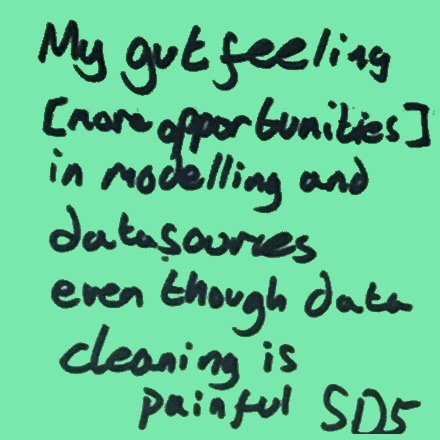 My gut feeling
[more opportunities]
in modelling and
datasources
even though data
cleaning is
painful SD5